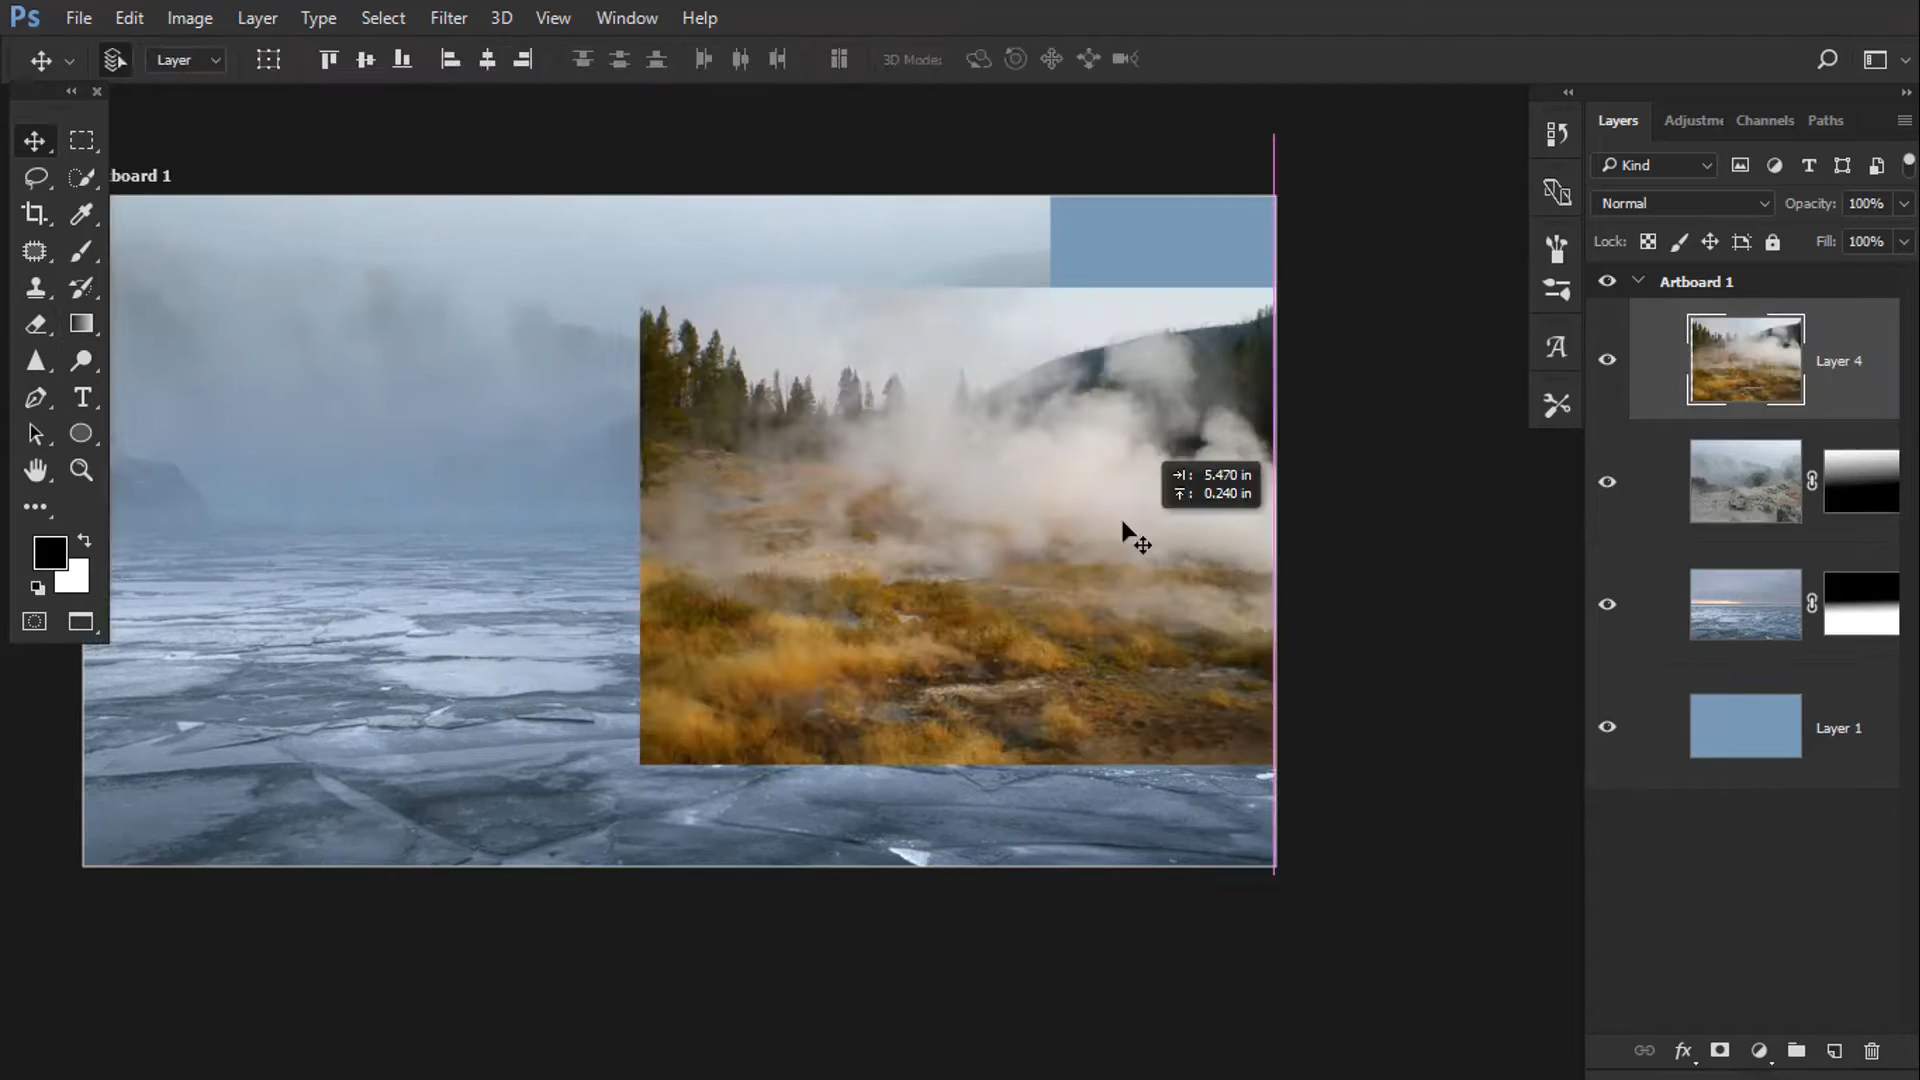 Ps File Edit Image Layer Type Select Filter 3D View Window Help
Layer 3D Mode:
Layers Adjustme Channels Paths
Kind
board 1
Normal Opacity: 100%
Lock: Fill: 100%
Artboard 1
Layer 4
5.470 in
0.240 in
Layer 1